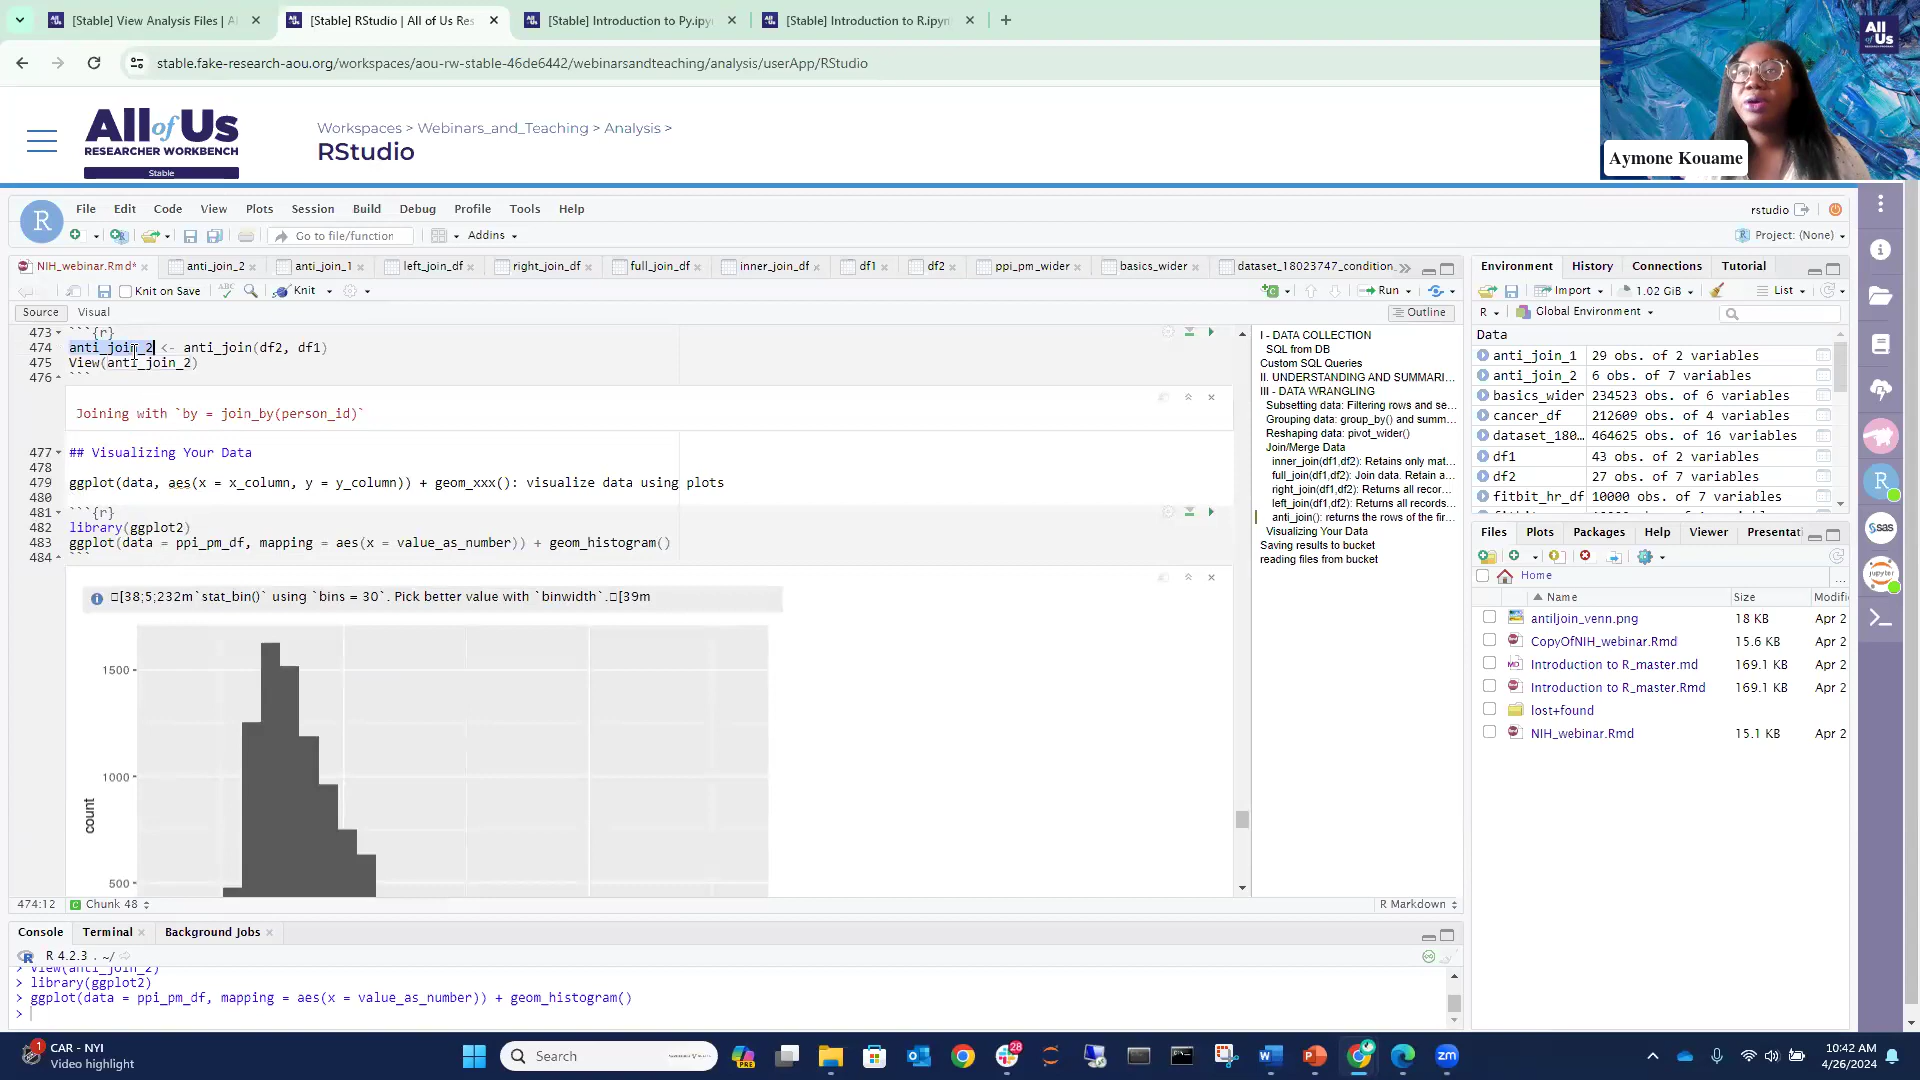 [Stable] View Analysis Files | A
[Stable] RStudio | All of Us Res
[Stable] Introduction to Py.ipy
[Stable] Introduction to R.ipyn
stable.fake-research-aou.org/workspaces/aou-rw-stable-46de6442/webinarsandteaching/analysis/userApp/RStudio
All of Us
RESEARCHER WORKBENCH
Stable
Workspaces > Webinars_and_Teaching > Analysis >
RStudio
All of Us
Aymone Kouame
File Edit Code View Plots Session Build Debug Profile Tools Help
rstudio
Go to file/function
Addins
Project: (None)
NIH_webinar.Rmd* anti_join_2 anti_join_1 left_join_df right_join_df full_join_df inner_join_df df1 df2 ppi_pm_wider basics_wider dataset_18023747_condition_
Knit on Save
Knit
Run
Source Visual
Outline
473 ```{r}
474 anti_join_2 <- anti_join(df2, df1)
475 View(anti_join_2)
476 ```
Joining with `by = join_by(person_id)`
477 ## Visualizing Your Data
478
479 ggplot(data, aes(x = x_column, y = y_column)) + geom_xxx(): visualize data using plots
480
481 ```{r}
482 library(ggplot2)
483 ggplot(data = ppi_pm_df, mapping = aes(x = value_as_number)) + geom_histogram()
484 ```
[38;5;232m`stat_bin()` using `bins = 30`. Pick better value with `binwidth`.[39m
1500
1000
500
count
474:12 Chunk 48
R Markdown
I - DATA COLLECTION
SQL from DB
Custom SQL Queries
II. UNDERSTANDING AND SUMMARI...
III - DATA WRANGLING
Subsetting data: Filtering rows and se...
Grouping data: group_by() and summ...
Reshaping data: pivot_wider()
Join/Merge Data
inner_join(df1,df2): Retains only mat...
full_join(df1,df2): Join data. Retain a...
right_join(df1,df2): Returns all recor...
left_join(df1,df2): Returns all records...
anti_join(): returns the rows of the fir...
Visualizing Your Data
Saving results to bucket
reading files from bucket
Console Terminal Background Jobs
R 4.2.3 . ~/
> View(anti_join_2)
> library(ggplot2)
> ggplot(data = ppi_pm_df, mapping = aes(x = value_as_number)) + geom_histogram()
>
Environment History Connections Tutorial
Import 1.02 GiB List
R Global Environment
Data
anti_join_1 29 obs. of 2 variables
anti_join_2 6 obs. of 7 variables
basics_wider 234523 obs. of 6 variables
cancer_df 212609 obs. of 4 variables
dataset_180... 464625 obs. of 16 variables
df1 43 obs. of 2 variables
df2 27 obs. of 7 variables
fitbit_hr_df 10000 obs. of 7 variables
Files Plots Packages Help Viewer Presentati
Home
...
Name Size Modifi
antiljoin_venn.png 18 KB Apr 2
CopyOfNIH_webinar.Rmd 15.6 KB Apr 2
Introduction to R_master.md 169.1 KB Apr 2
Introduction to R_master.Rmd 169.1 KB Apr 2
lost+found
NIH_webinar.Rmd 15.1 KB Apr 2
sas
jupyter
1
CAR - NYI
Video highlight
Search
PRE
28
10:42 AM
4/26/2024